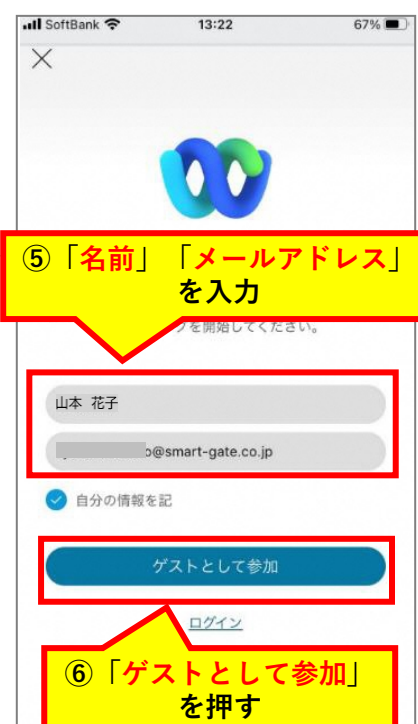 SoftBank 13:22 67%
⑤「名前」「メールアドレス」
を入力
を開始してください。
山本 花子
o@smart-gate.co.jp
自分の情報を記
ゲストとして参加
ログイン
⑥「ゲストとして参加」
を押す